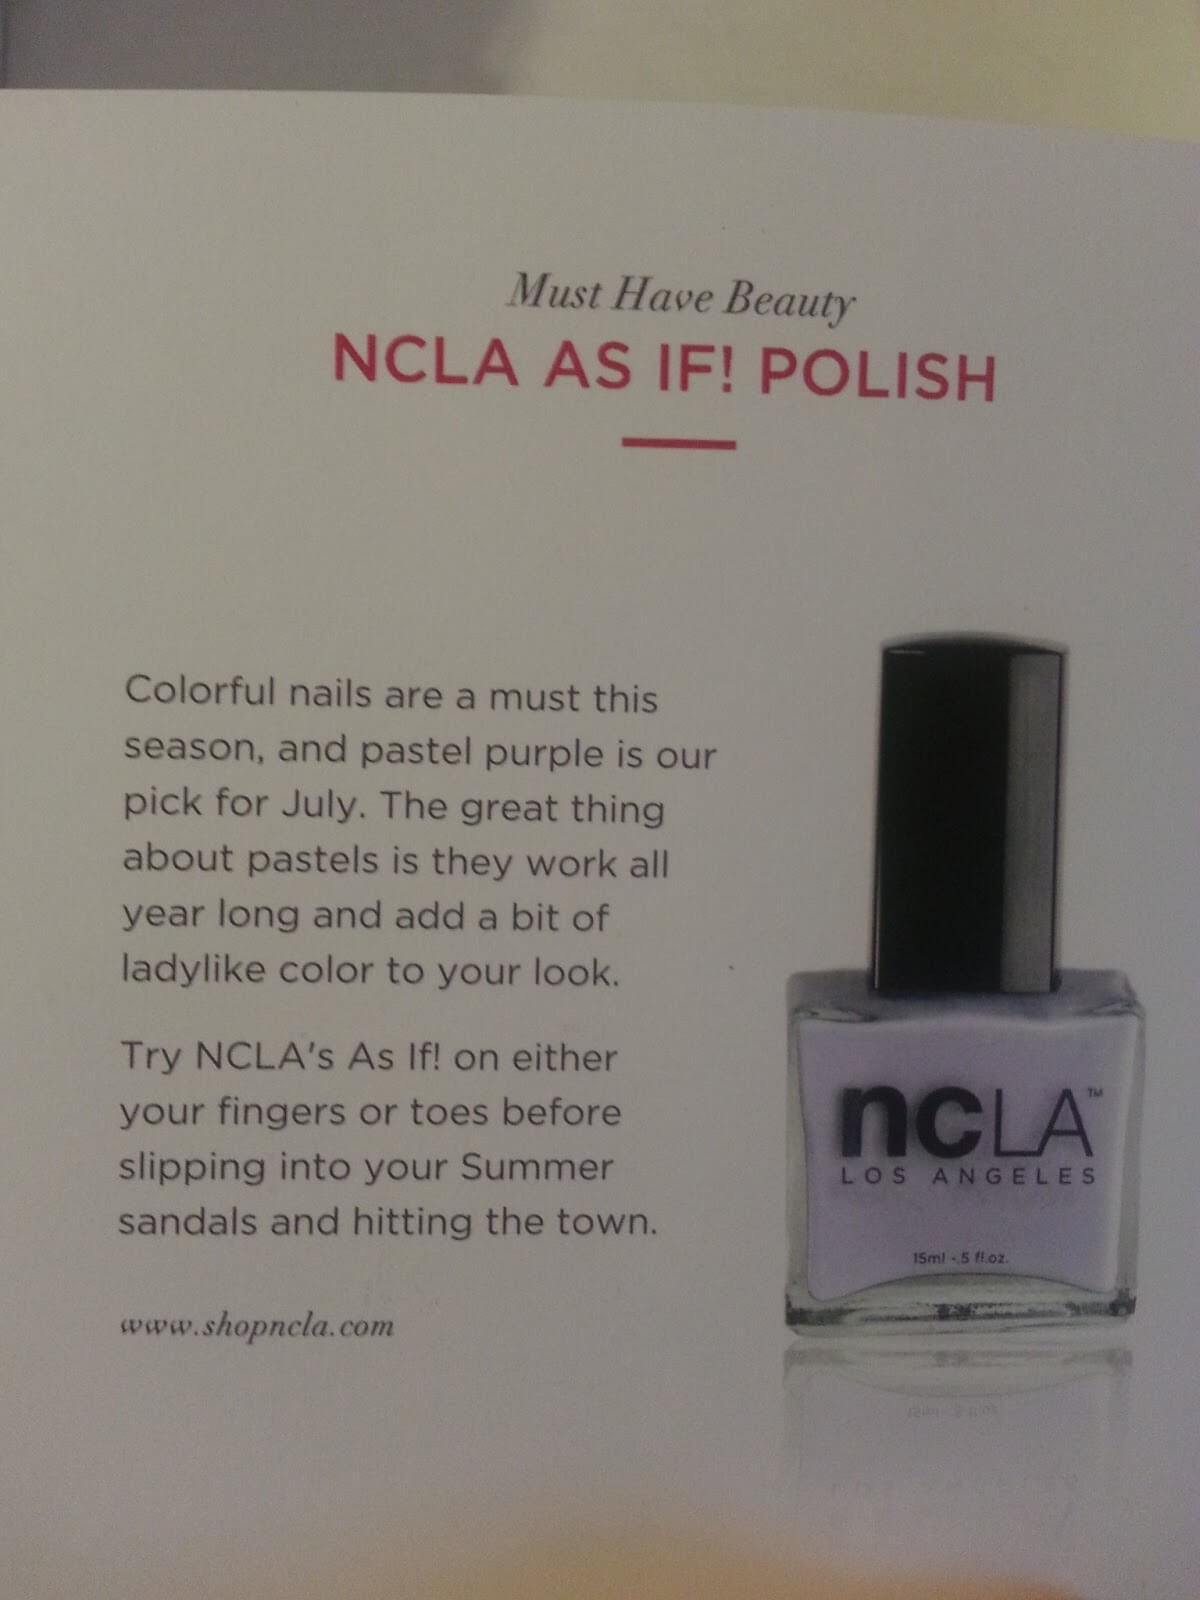 Must Have Beauty
NCLA AS IF! POLISH
Colorful nails are a must this
season, and pastel purple is our
pick for July. The great thing
about pastels is they work all
year long and add a bit of
ladylike color to your look.
Try NCLA's As If! on either
your fingers or toes before
slipping into your Summer
sandals and hitting the town.
www.shopncla.com
ncLA™
LOS ANGELES
15ml - .5 fl.oz.